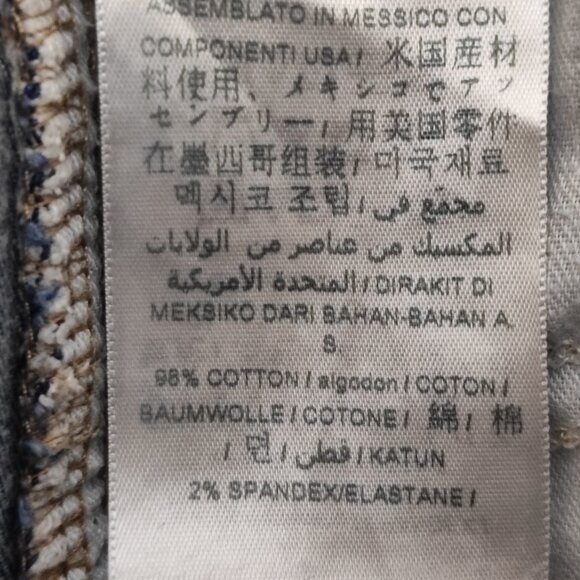 ASSEMBLATO IN MESSICO CON
COMPONENTI USA / 米国産材
料使用、メキシコでアッ
センブリー / 用美国零件
在墨西哥组装 / 미국재료
멕시코 조립 / مجمّع في
المكسيك من عناصر من الولايات
المتحدة الأمريكية / DIRAKIT DI
MEKSIKO DARI BAHAN-BAHAN A.
S.
98% COTTON / algodon / COTON /
BAUMWOLLE / COTONE / 綿 / 棉
/ 면 / قطن / KATUN
2% SPANDEX/ELASTANE /